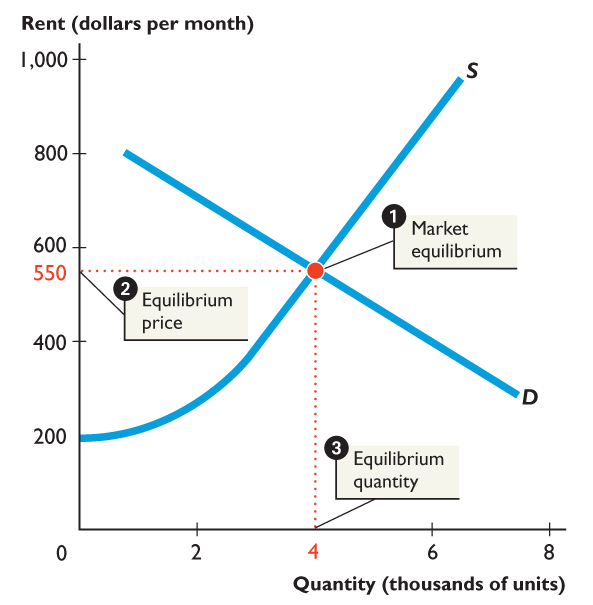 Rent (dollars per month)
1,000
S
800
1
Market
equilibrium
600
550
2
Equilibrium
price
400
D
200
3
Equilibrium
quantity
0
2
4
6
8
Quantity (thousands of units)